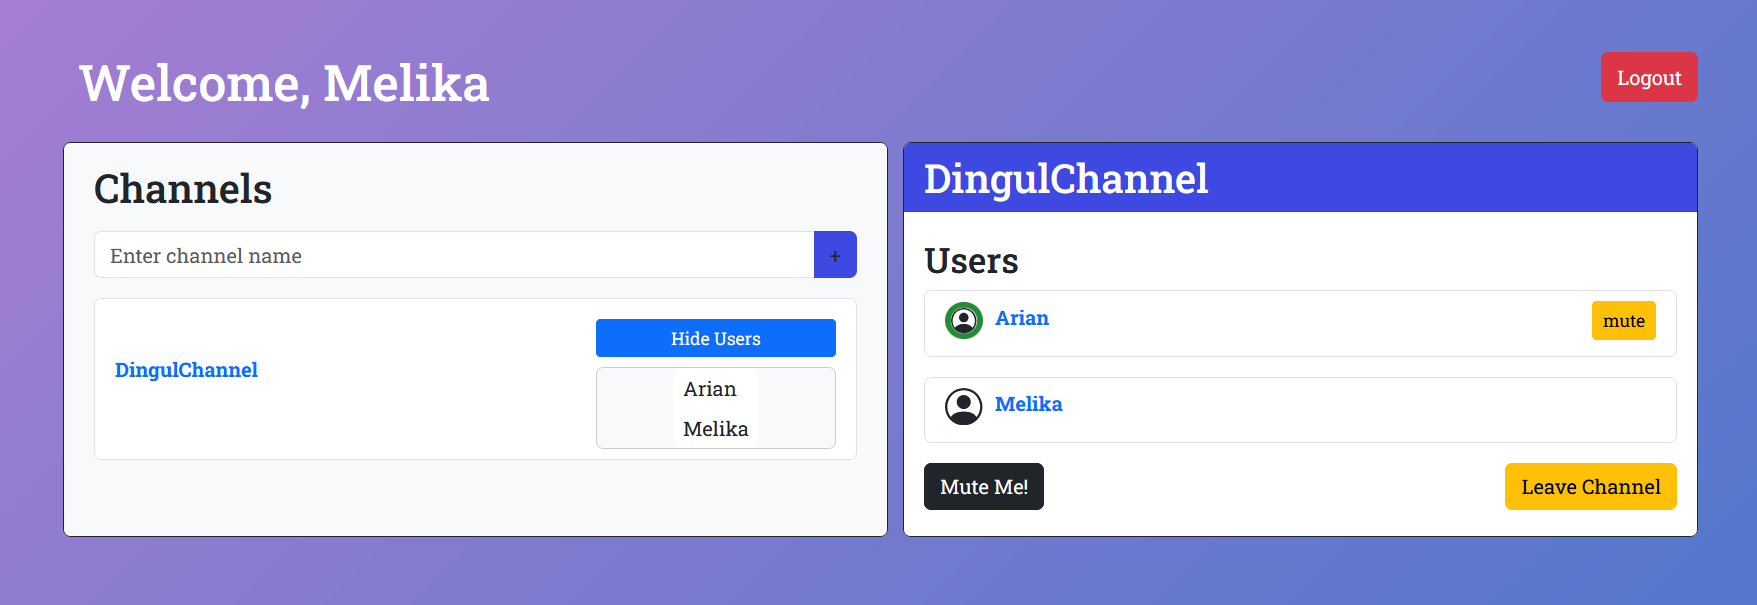 Welcome, Melika
Logout
Channels
Enter channel name
+
DingulChannel
Hide Users
Arian
Melika
DingulChannel
Users
Arian
mute
Melika
Mute Me!
Leave Channel